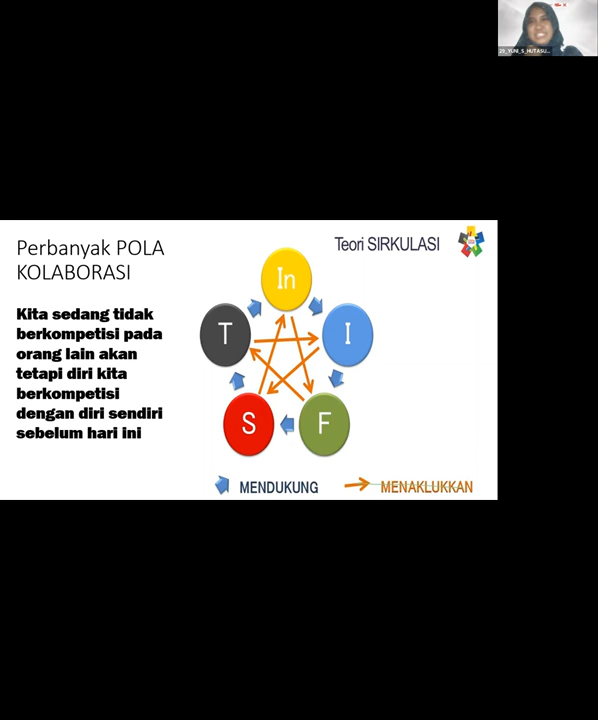 29_YUNI_S_HUTASU...
Perbanyak POLA
KOLABORASI
Teori SIRKULASI
Kita sedang tidak
berkompetisi pada
orang lain akan
tetapi diri kita
berkompetisi
dengan diri sendiri
sebelum hari ini
In
T
I
S
F
MENDUKUNG
MENAKLUKKAN